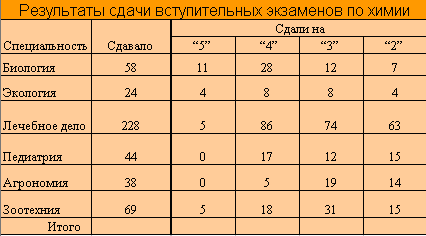 Результаты сдачи вступительных экзаменов по химии
Сдали на
Специальность Сдавало “5” “4” “3” “2”
Биология 58 11 28 12 7
Экология 24 4 8 8 4
Лечебное дело 228 5 86 74 63
Педиатрия 44 0 17 12 15
Агрономия 38 0 5 19 14
Зоотехния 69 5 18 31 15
Итого